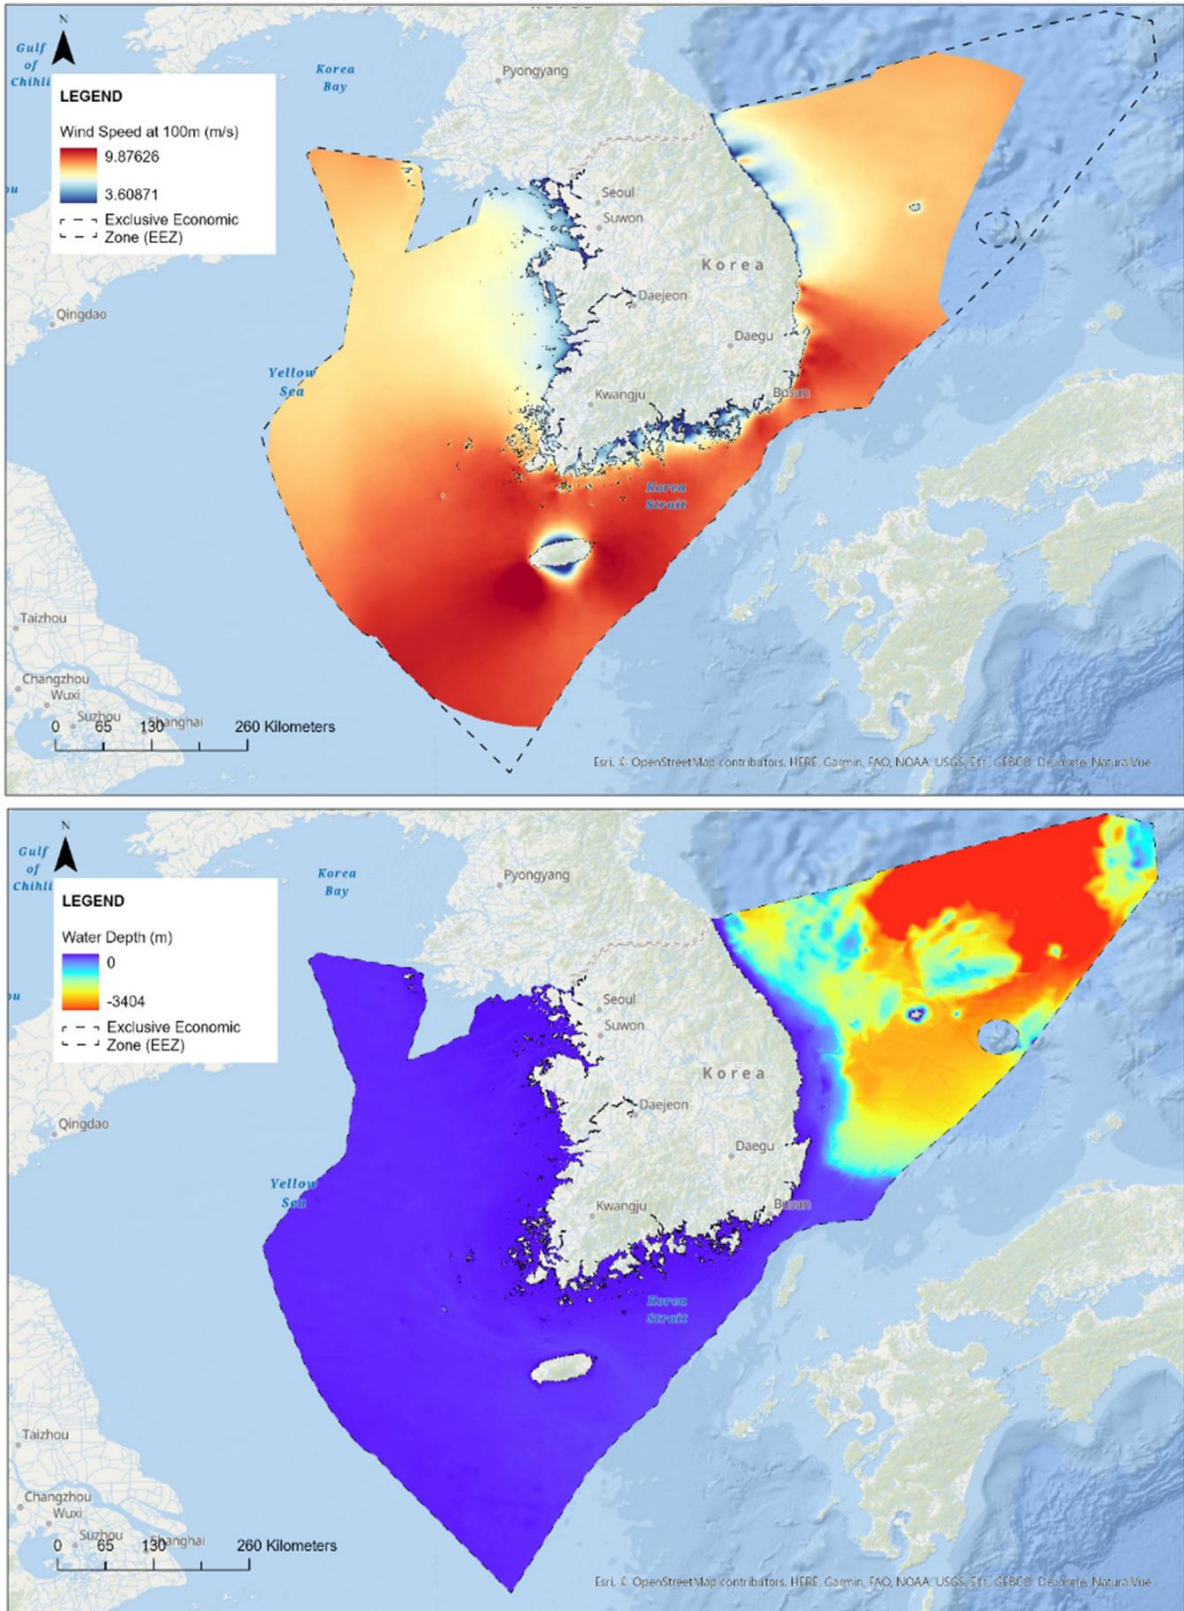 N
Gulf
of
Chihli
Korea
Bay
Pyongyang
LEGEND
Wind Speed at 100m (m/s)
9.87626
3.60871
Exclusive Economic
Zone (EEZ)
Seoul
Suwon
Korea
Qingdao
Daejeon
Daegu
Yellow
Sea
Kwangju
Busan
Korea
Strait
Taizhou
Changzhou
Wuxi
Suzhou
Shanghai
0 65 130 260 Kilometers
Esri, © OpenStreetMap contributors, HERE, Garmin, FAO, NOAA, USGS, Esri, GEBCO, DeLorme, NaturalVue
N
Gulf
of
Chihli
Korea
Bay
Pyongyang
LEGEND
Water Depth (m)
0
-3404
Exclusive Economic
Zone (EEZ)
Seoul
Suwon
Korea
Qingdao
Daejeon
Daegu
Yellow
Sea
Kwangju
Busan
Korea
Strait
Taizhou
Changzhou
Wuxi
Suzhou
Shanghai
0 65 130 260 Kilometers
Esri, © OpenStreetMap contributors, HERE, Garmin, FAO, NOAA, USGS, Esri, GEBCO, DeLorme, NaturalVue